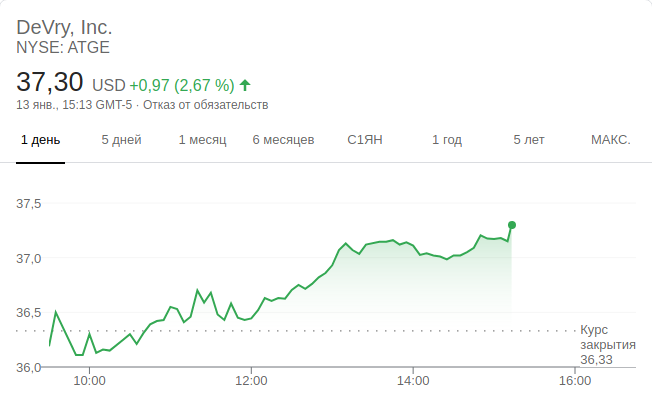 DeVry, Inc.
NYSE: ATGE
37,30 USD +0,97 (2,67 %)
13 янв., 15:13 GMT-5 · Отказ от обязательств
1 день 5 дней 1 месяц 6 месяцев С1ЯН 1 год 5 лет МАКС.
37,5
37,0
36,5
Курс
закрытия
36,33
36,0
10:00 12:00 14:00 16:00